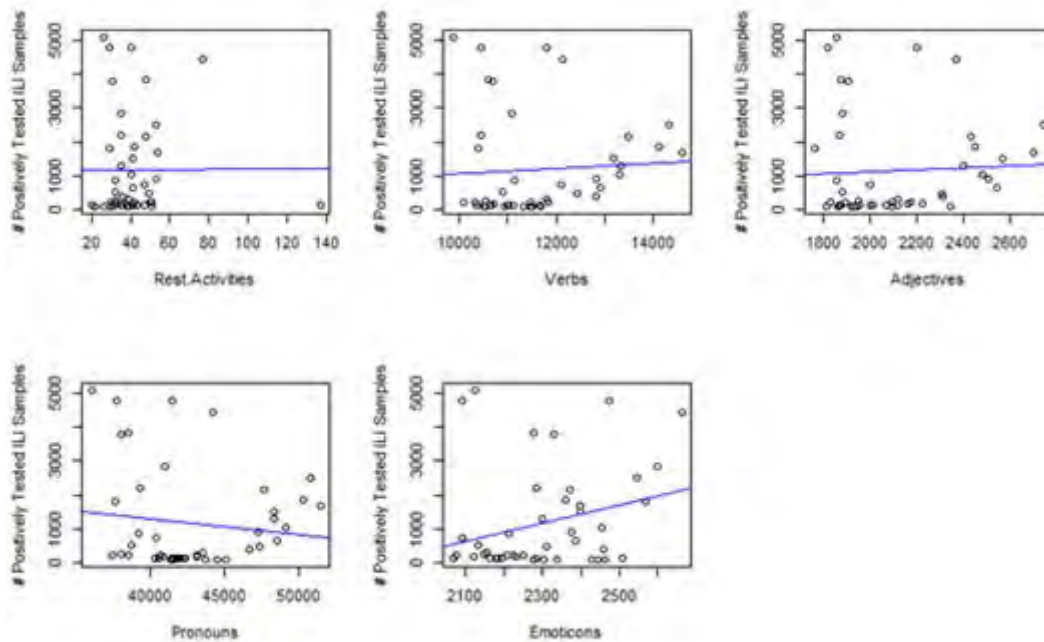 # Positively Tested ILI Samples
5000
3000
1000
0
20 40 60 80 100 120 140
Rest.Activities
# Positively Tested ILI Samples
5000
3000
1000
0
10000 12000 14000
Verbs
# Positively Tested ILI Samples
5000
3000
1000
0
1800 2000 2200 2400 2600
Adjectives
# Positively Tested ILI Samples
5000
3000
1000
0
40000 45000 50000
Pronouns
# Positively Tested ILI Samples
5000
3000
1000
0
2100 2300 2500
Emoticons